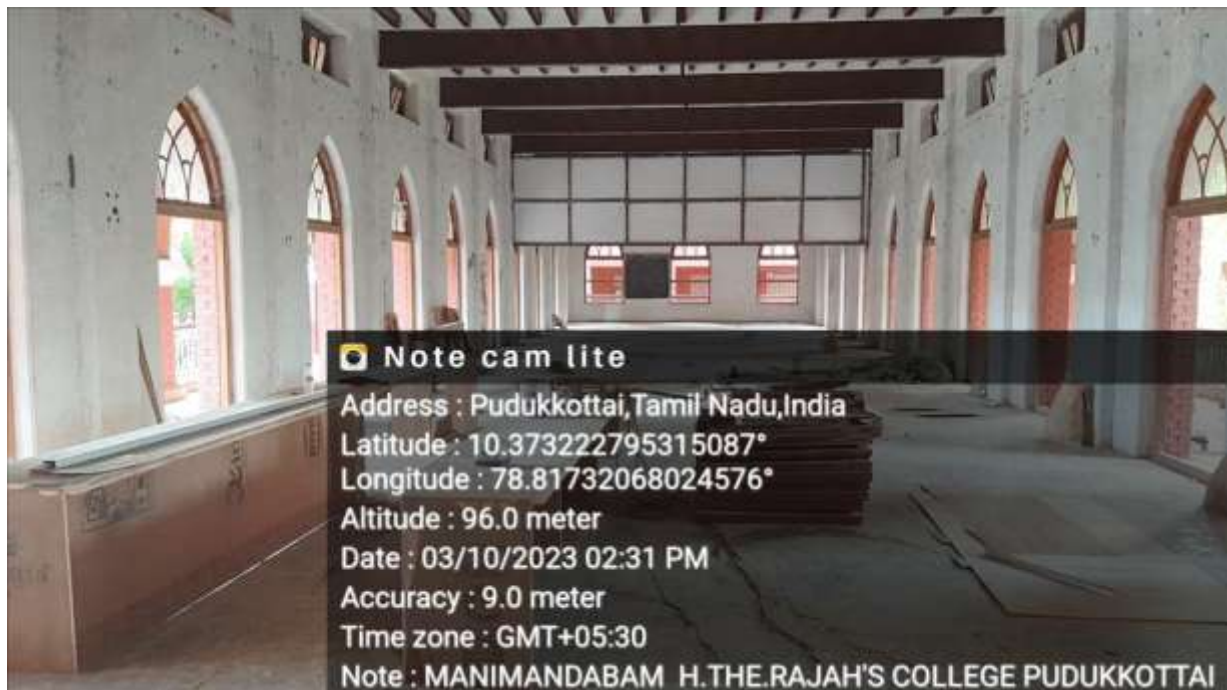 Note cam lite
Address : Pudukkottai,Tamil Nadu,India
Latitude : 10.373222795315087°
Longitude : 78.81732068024576°
Altitude : 96.0 meter
Date : 03/10/2023 02:31 PM
Accuracy : 9.0 meter
Time zone : GMT+05:30
Note : MANIMANDABAM H.THE.RAJAH'S COLLEGE PUDUKKOTTAI